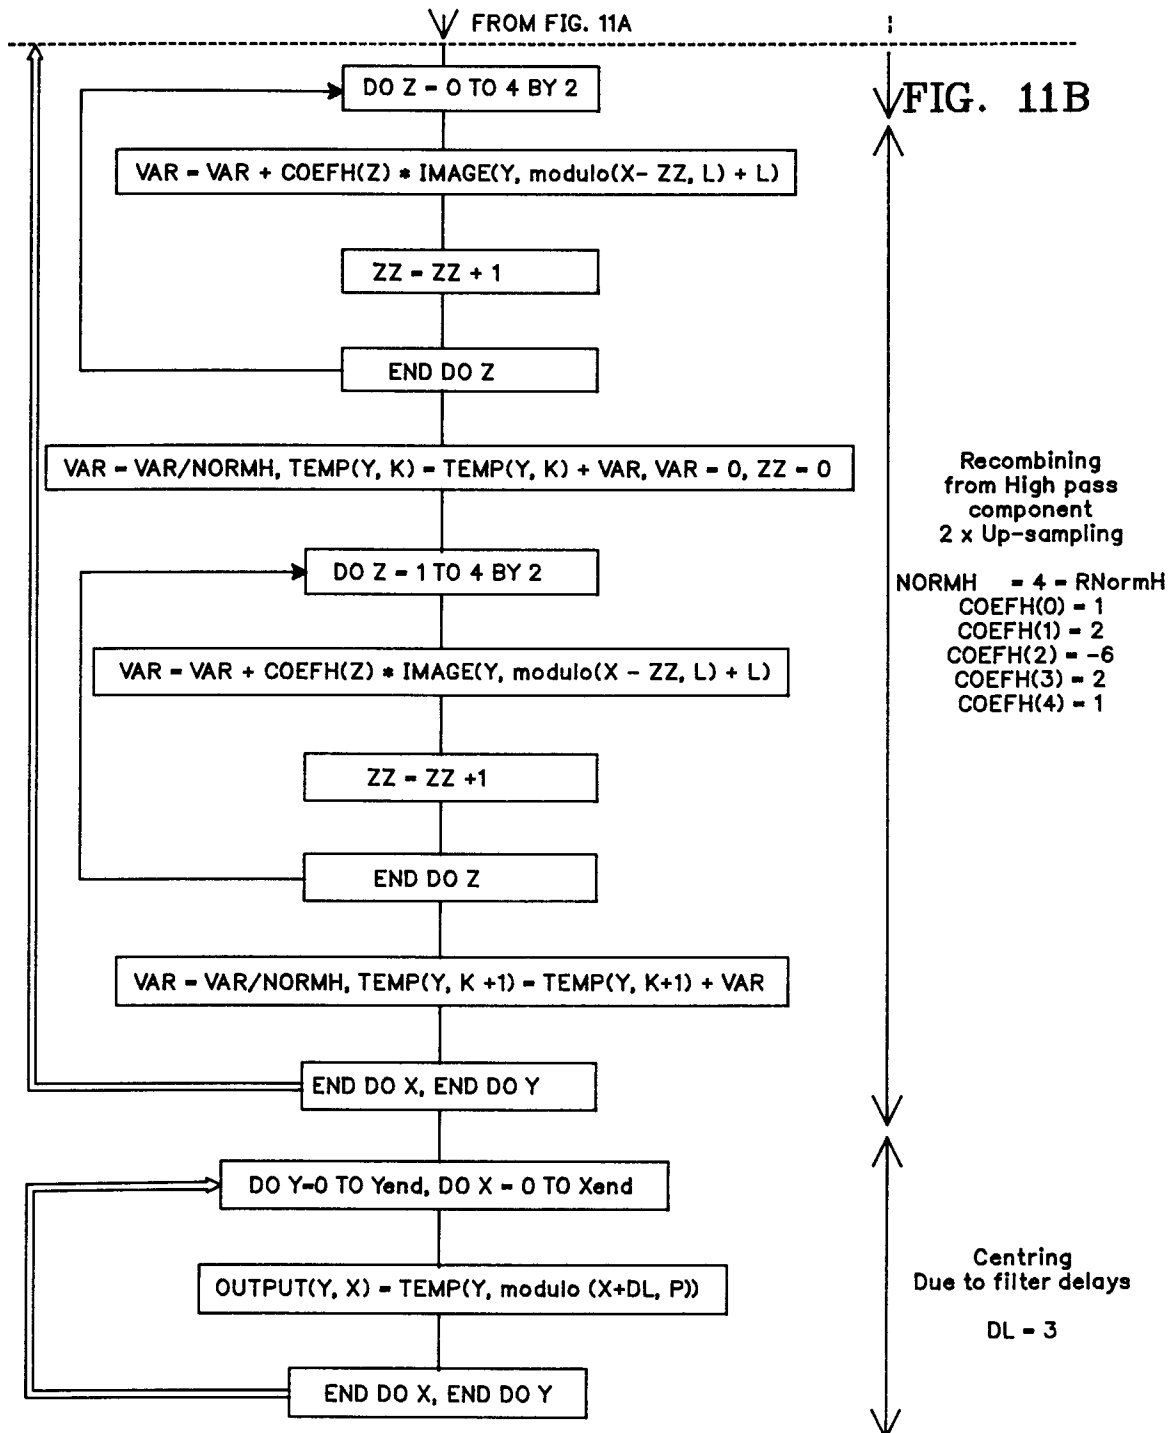 FROM FIG. 11A
FIG. 11B
DO Z = 0 TO 4 BY 2
VAR = VAR + COEFH(Z) * IMAGE(Y, modulo(X- ZZ, L) + L)
ZZ = ZZ + 1
END DO Z
VAR = VAR/NORMH, TEMP(Y, K) = TEMP(Y, K) + VAR, VAR = 0, ZZ = 0
DO Z = 1 TO 4 BY 2
VAR = VAR + COEFH(Z) * IMAGE(Y, modulo(X - ZZ, L) + L)
ZZ = ZZ +1
END DO Z
VAR = VAR/NORMH, TEMP(Y, K +1) = TEMP(Y, K+1) + VAR
END DO X, END DO Y
Recombining
from High pass
component
2 x Up-sampling
NORMH = 4 = RNormH
COEFH(0) = 1
COEFH(1) = 2
COEFH(2) = -6
COEFH(3) = 2
COEFH(4) = 1
DO Y=0 TO Yend, DO X = 0 TO Xend
OUTPUT(Y, X) = TEMP(Y, modulo (X+DL, P))
END DO X, END DO Y
Centring
Due to filter delays
DL = 3